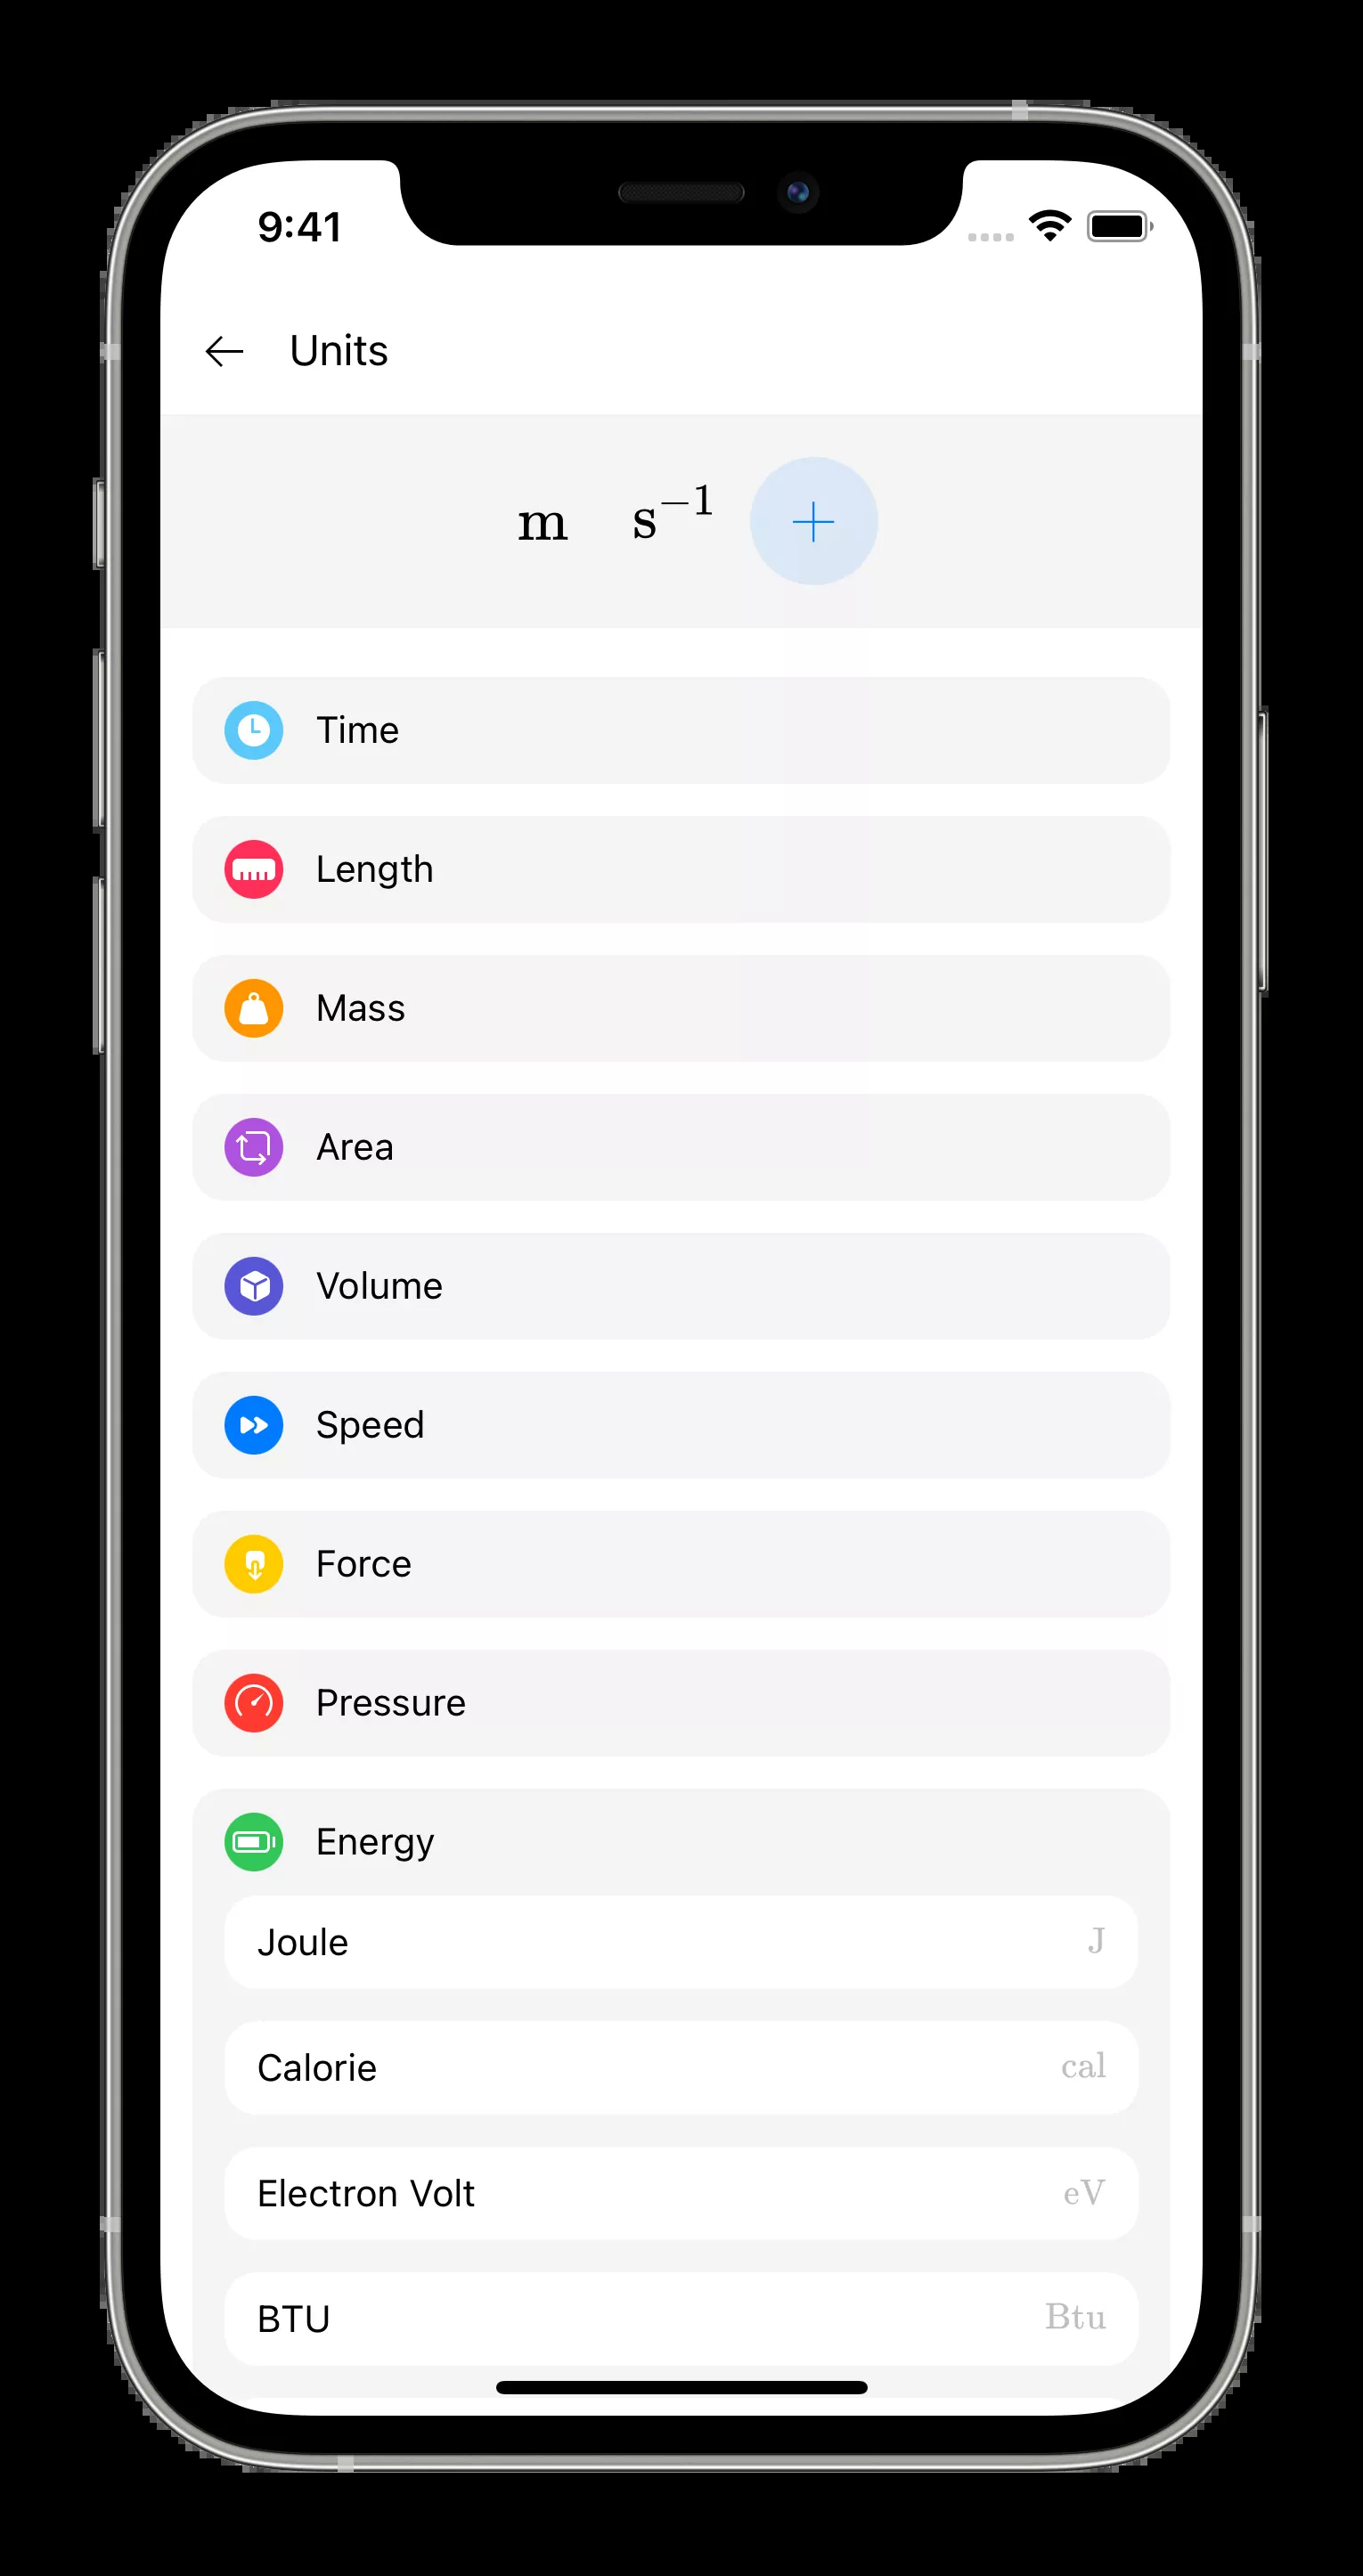 9:41
Units
m s⁻¹
Time
Length
Mass
Area
Volume
Speed
Force
Pressure
Energy
Joule J
Calorie cal
Electron Volt eV
BTU Btu